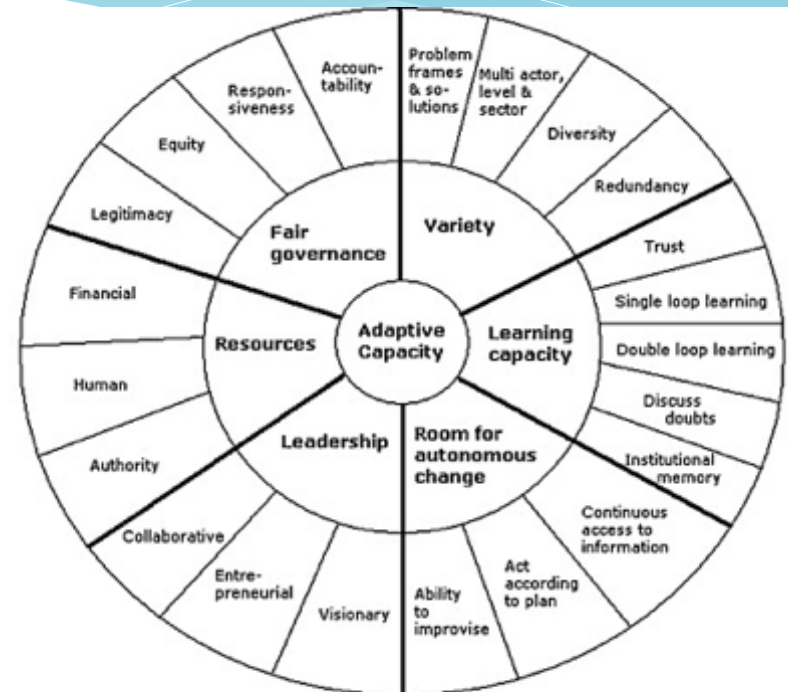 Adaptive
Capacity
Variety
Problem
frames
& so-
lutions
Multi actor,
level &
sector
Diversity
Redundancy
Learning
capacity
Trust
Single loop learning
Double loop learning
Discuss
doubts
Institutional
memory
Room for
autonomous
change
Continuous
access to
information
Act
according
to plan
Ability
to
improvise
Leadership
Visionary
Entre-
preneurial
Collaborative
Resources
Authority
Human
Financial
Fair
governance
Legitimacy
Equity
Respon-
siveness
Accoun-
tability